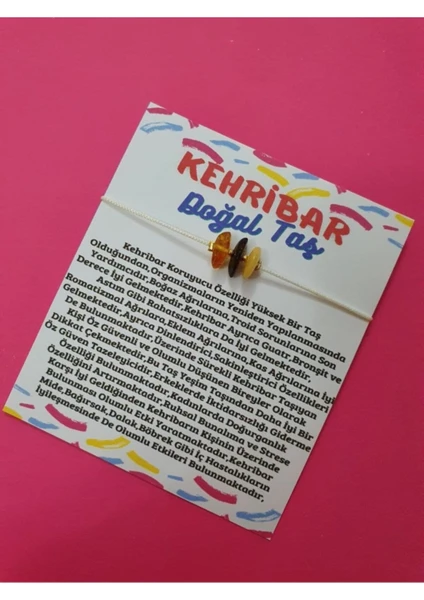 KEHRİBAR
Doğal Taş
Kehribar Koruyucu Özelliği Yüksek Bir Taş
Olduğundan,Organizmaların Yeniden Yapılanmasında
Yardımcıdır,Boğaz Ağrılarına,Troid Sorunlarına Son
Derece İyi Gelmektedir,Kehribar Ayrıca Guatr,Bronşit ve
Astım Gibi Rahatsızlıklara Da İyi Gelmektedir,
Romatizmal Ağrılara,Eklem Ağrılarına,Kas Ağrılarına İyi
Gelmektedir,Ayrıca Dinlendirici,Sakinleştirici Özellikleri
De Bulunmaktadır,Üzerinde Sürekli Kehribar Taşıyan
Kişi Öz Güvenli ve Olumlu Düşünen Bireyler Olarak
Dikkat Çekmektedir,Bu Taş Yeşim Taşından Daha İyi Bir
Öz Güven Tazeleyicidir,Erkeklerde İktidarsızlığı Giderme
Özelliği Bulunmaktadır,Kadınlarda Doğurganlık
Özelliğini Artırmaktadır.Ruhsal Bunalıma ve Strese
Karşı İyi Geldiğinden Kehribarın Kişinin Üzerinde
Bulunması Olumlu Etki Yaratmaktadır,Kehribar
Mide,Bağırsak,Dalak,Böbrek Gibi İç Hastalıkların
İyileşmesinde De Olumlu Etkileri Bulunmaktadır,